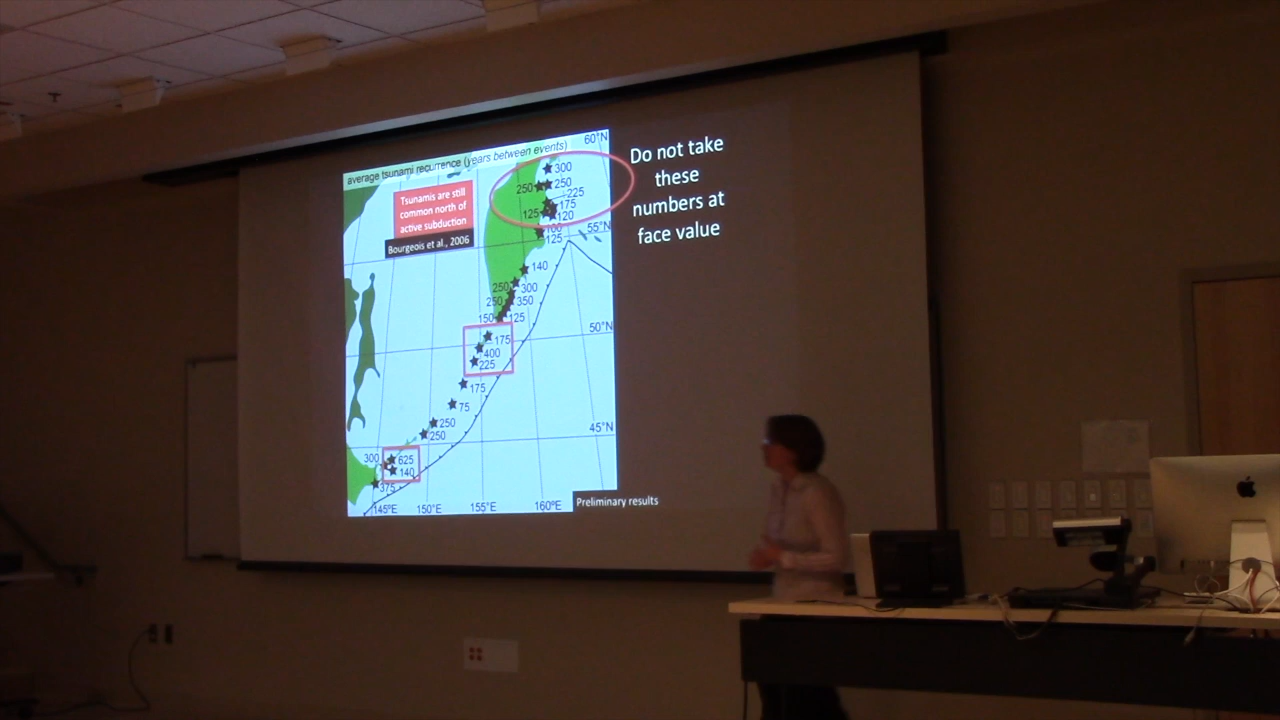 average tsunami recurrence (years between events)
60°N
Do not take
these
numbers at
face value
Tsunamis are still
common north of
active subduction
Bourgeois et al., 2006
300
250
250
225
175
125
120
100
125
55°N
140
250
300
250
350
150
125
50°N
175
400
225
175
75
250
250
45°N
300
625
140
375
145°E
150°E
155°E
160°E
Preliminary results